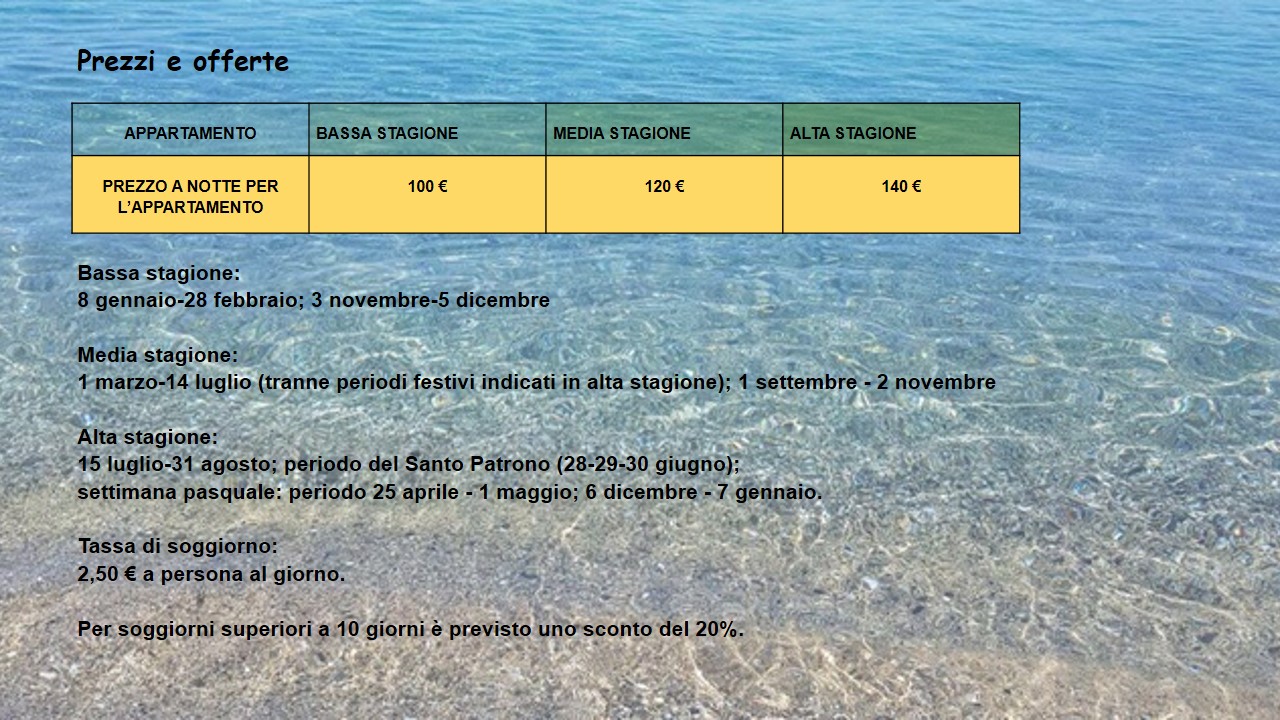 Prezzi e offerte
APPARTAMENTO BASSA STAGIONE MEDIA STAGIONE ALTA STAGIONE
PREZZO A NOTTE PER L’APPARTAMENTO 100 € 120 € 140 €
Bassa stagione:
8 gennaio-28 febbraio; 3 novembre-5 dicembre
Media stagione:
1 marzo-14 luglio (tranne periodi festivi indicati in alta stagione); 1 settembre - 2 novembre
Alta stagione:
15 luglio-31 agosto; periodo del Santo Patrono (28-29-30 giugno);
settimana pasquale: periodo 25 aprile - 1 maggio; 6 dicembre - 7 gennaio.
Tassa di soggiorno:
2,50 € a persona al giorno.
Per soggiorni superiori a 10 giorni è previsto uno sconto del 20%.